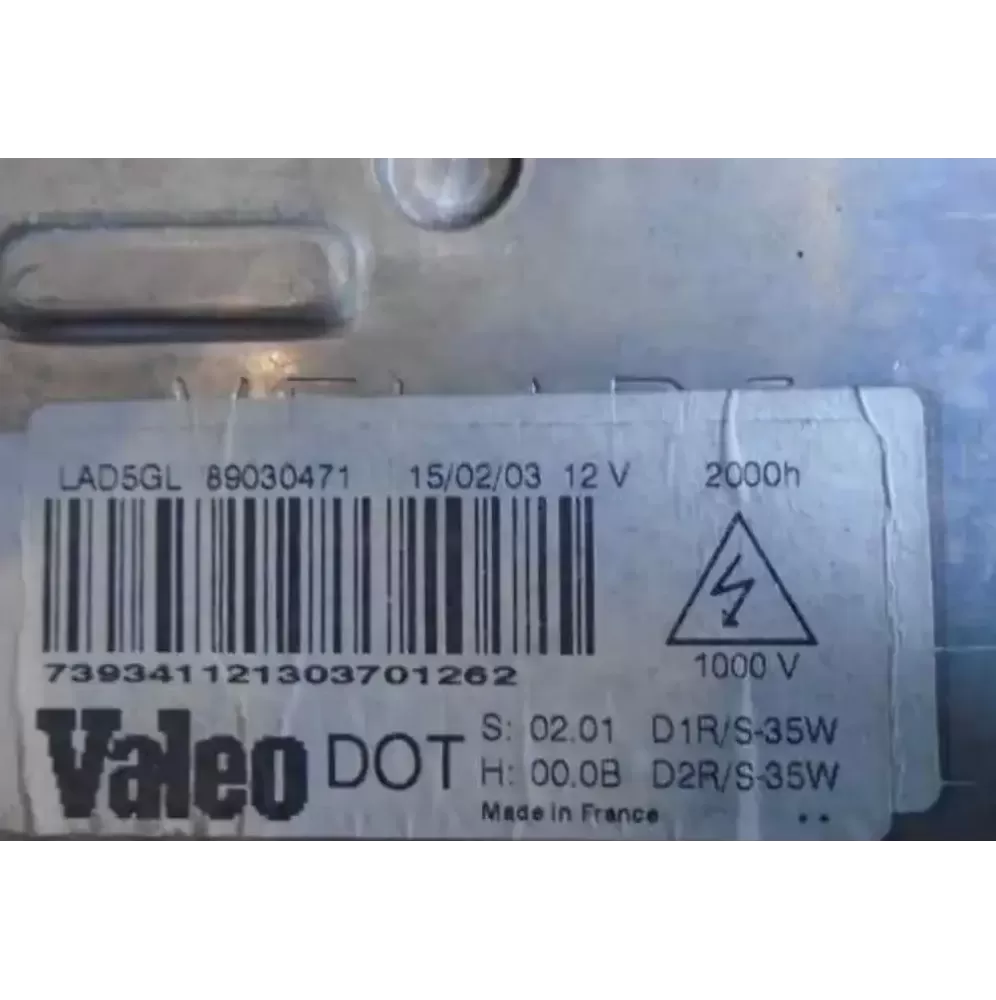 LAD5GL 89030471 15/02/03 12 V 2000h
739341121303701262
1000 V
Valeo DOT
S: 02.01 D1R/S-35W
H: 00.0B D2R/S-35W
Made in France